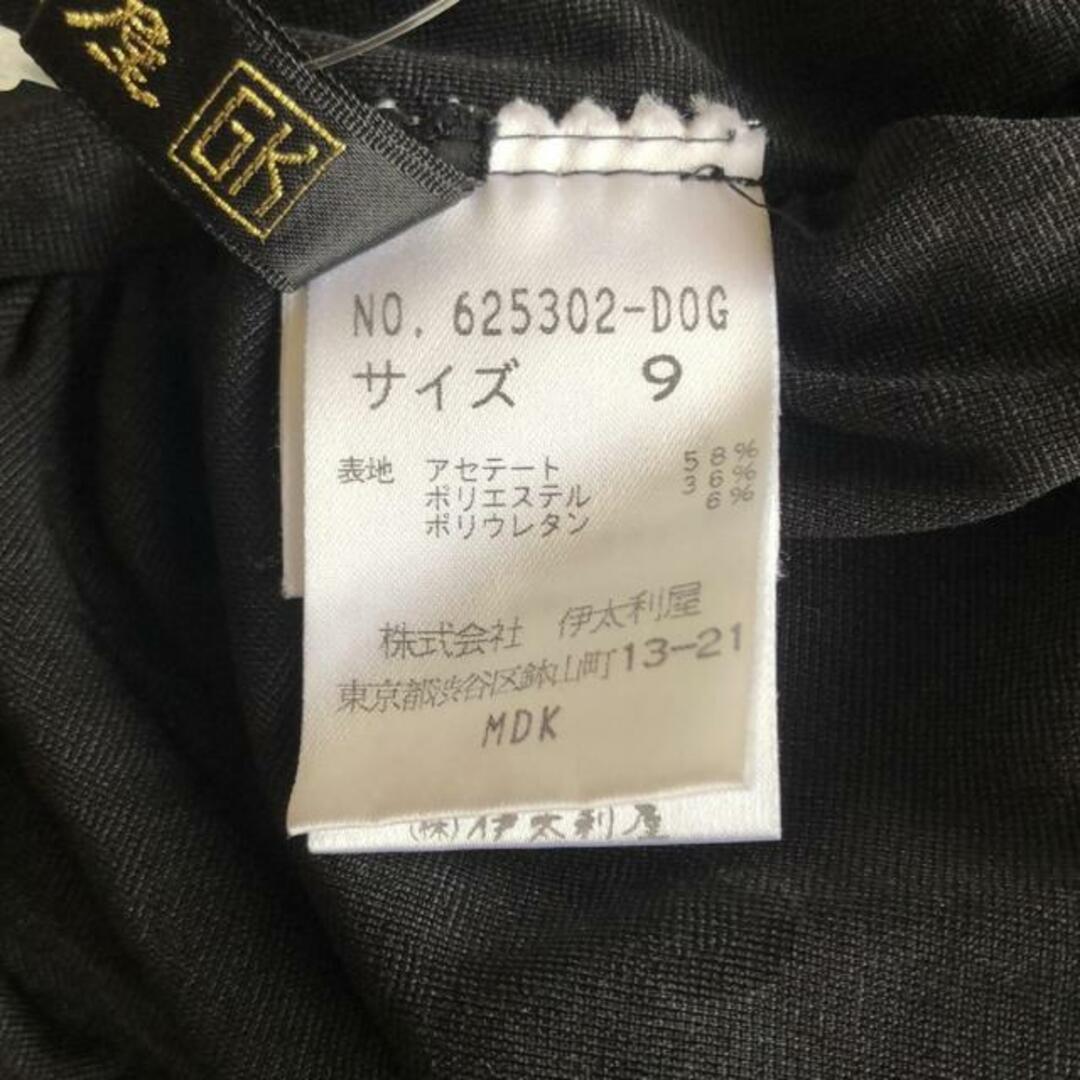 屋
GK
NO. 625302-DOG
サイズ 9
表地 アセテート 58%
ポリエステル 36%
ポリウレタン 6%
株式会社 伊太利屋
東京都渋谷区鉢山町13-21
MDK
(株)伊太利屋